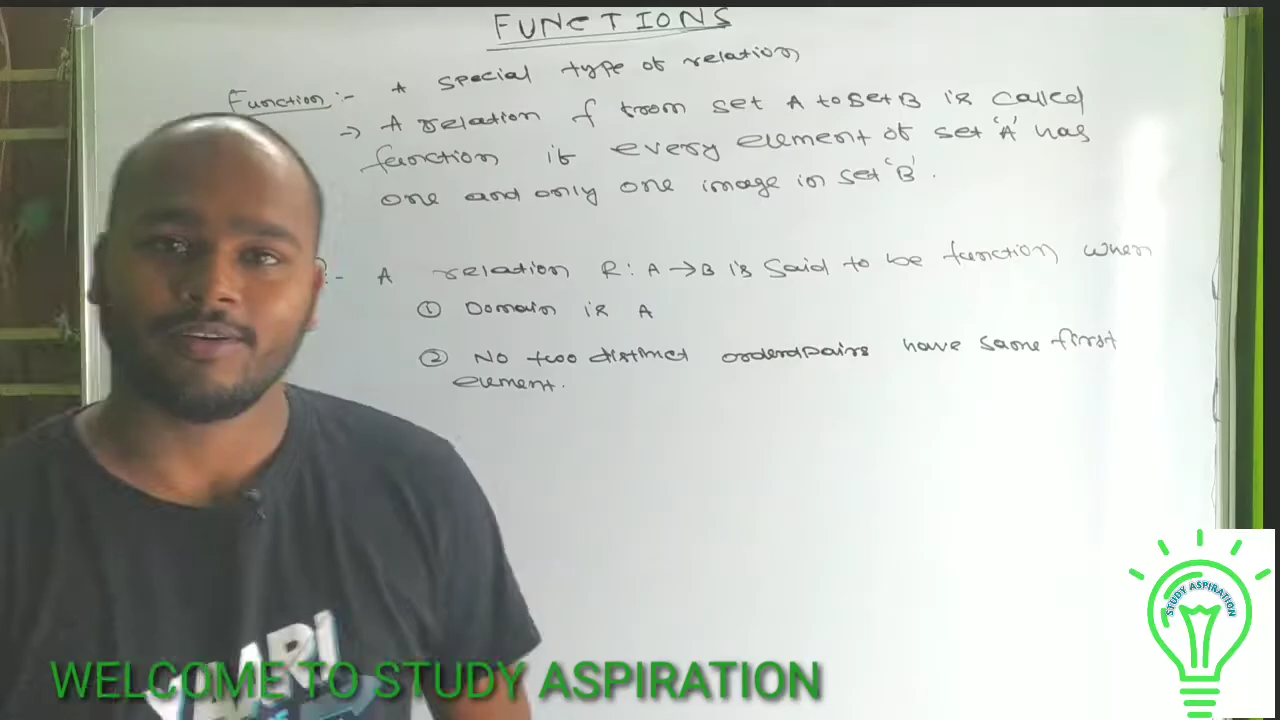 FUNCTIONS
Function :- * special type of relation
→ A relation f from set A to set B is called
function if every element of set 'A' has
one and only one image in set 'B'.
:- A relation R: A→B is said to be function when
① Domain is A
② No two distinct orderdpairs have same first
element.
STUDY ASPIRATION
WELCOME TO STUDY ASPIRATION